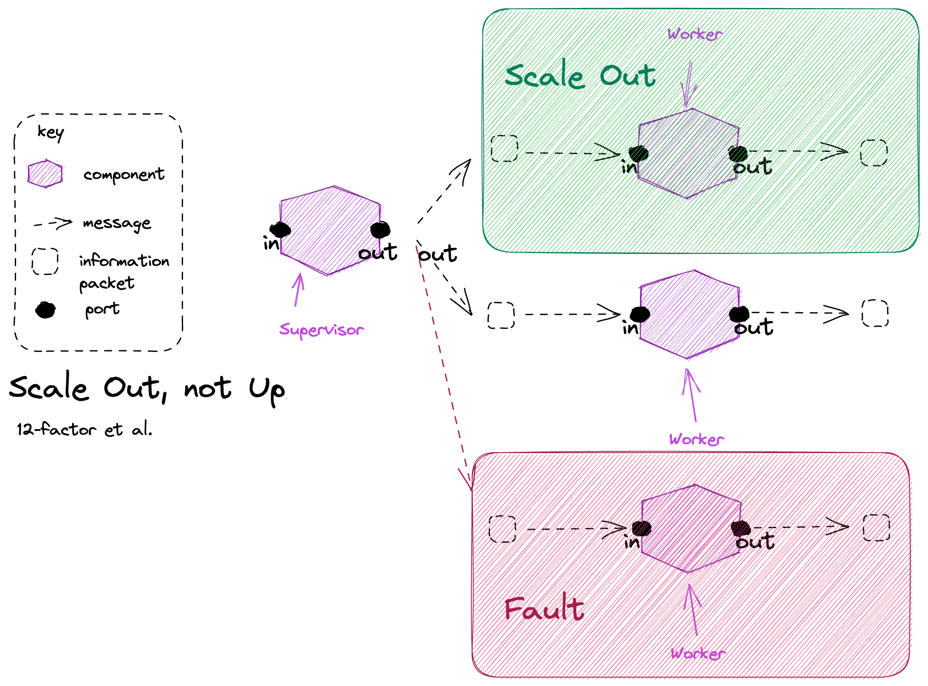 key
component
message
information
packet
port
Scale Out, not Up
12-factor et al.
in
out
out
Supervisor
Worker
Scale Out
in
out
in
out
Worker
in
out
Fault
Worker